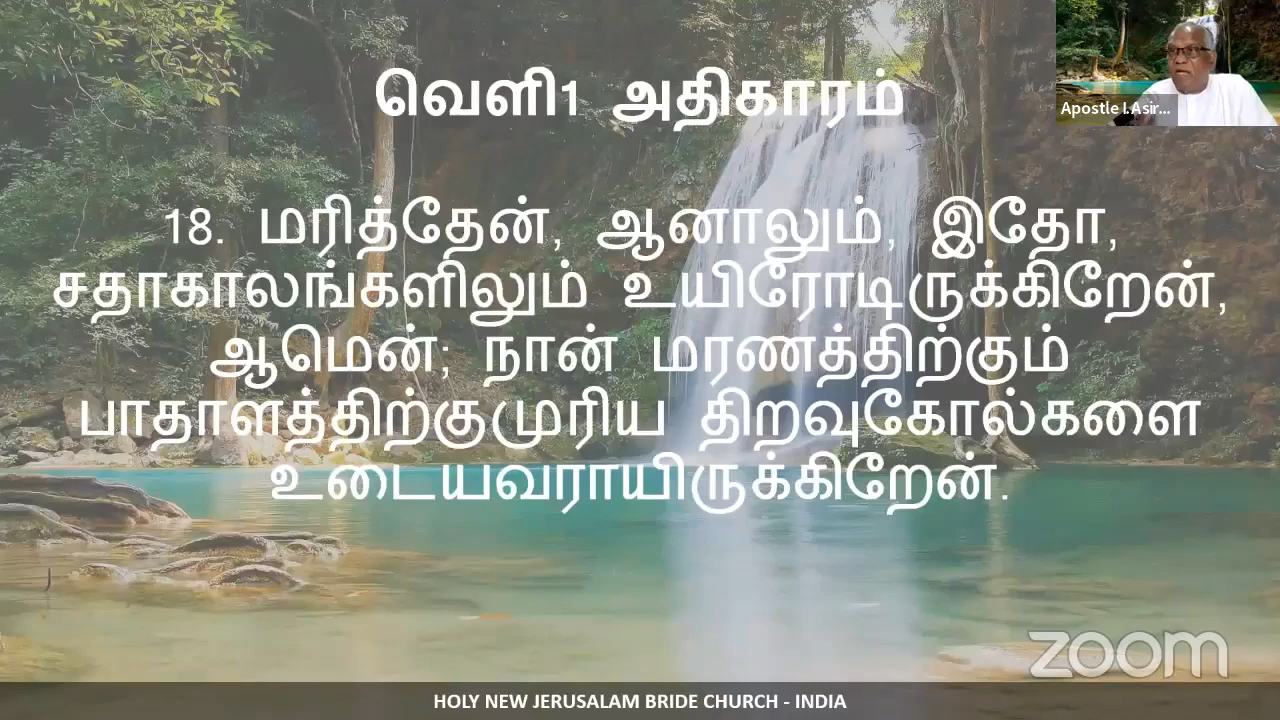 வெளி1 அதிகாரம்
Apostle I.Asir...
18. மரித்தேன், ஆனாலும், இதோ,
சதாகாலங்களிலும் உயிரோடிருக்கிறேன்,
ஆமென்; நான் மரணத்திற்கும்
பாதாளத்திற்குமுரிய திறவுகோல்களை
உடையவராயிருக்கிறேன்.
zoom
HOLY NEW JERUSALAM BRIDE CHURCH - INDIA